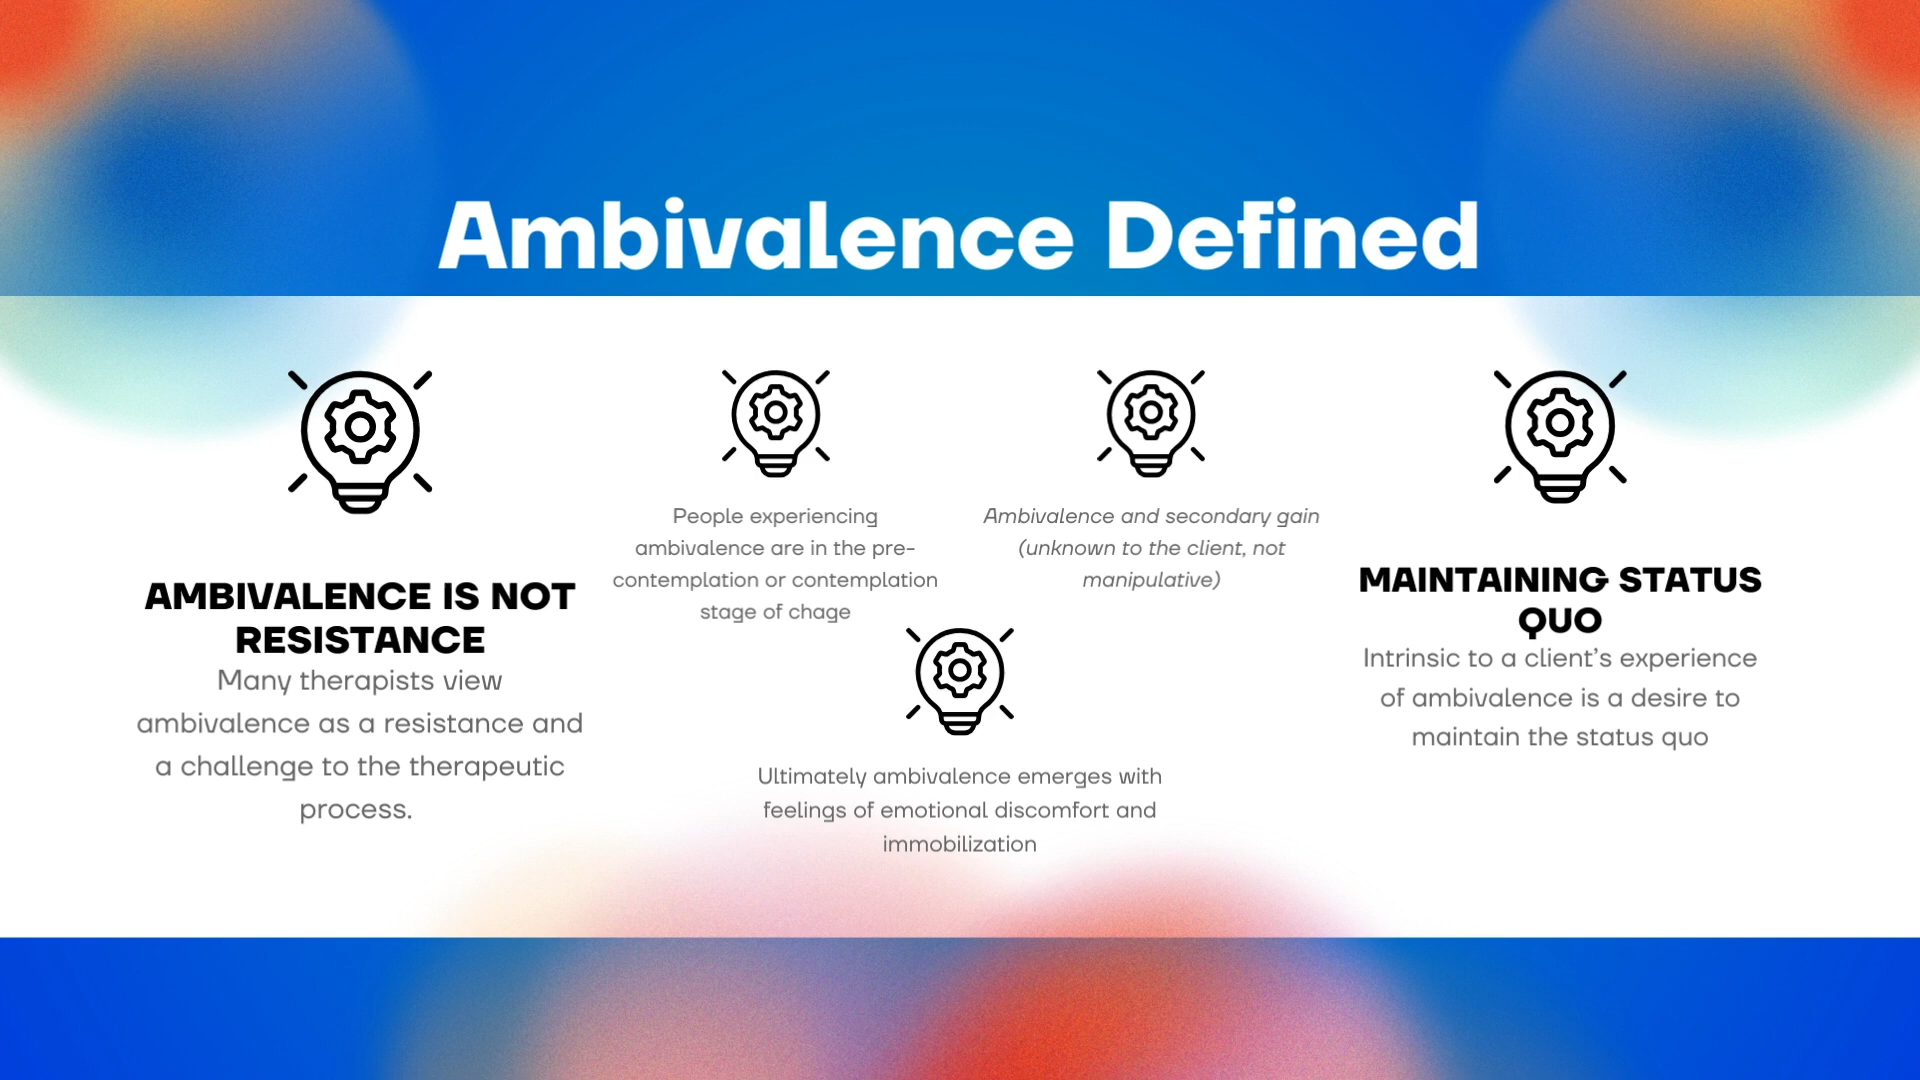 Ambivalence Defined
AMBIVALENCE IS NOT
RESISTANCE
Many therapists view
ambivalence as a resistance and
a challenge to the therapeutic
process.
People experiencing
ambivalence are in the pre-
contemplation or contemplation
stage of chage
Ambivalence and secondary gain
(unknown to the client, not
manipulative)
Ultimately ambivalence emerges with
feelings of emotional discomfort and
immobilization
MAINTAINING STATUS
QUO
Intrinsic to a client’s experience
of ambivalence is a desire to
maintain the status quo